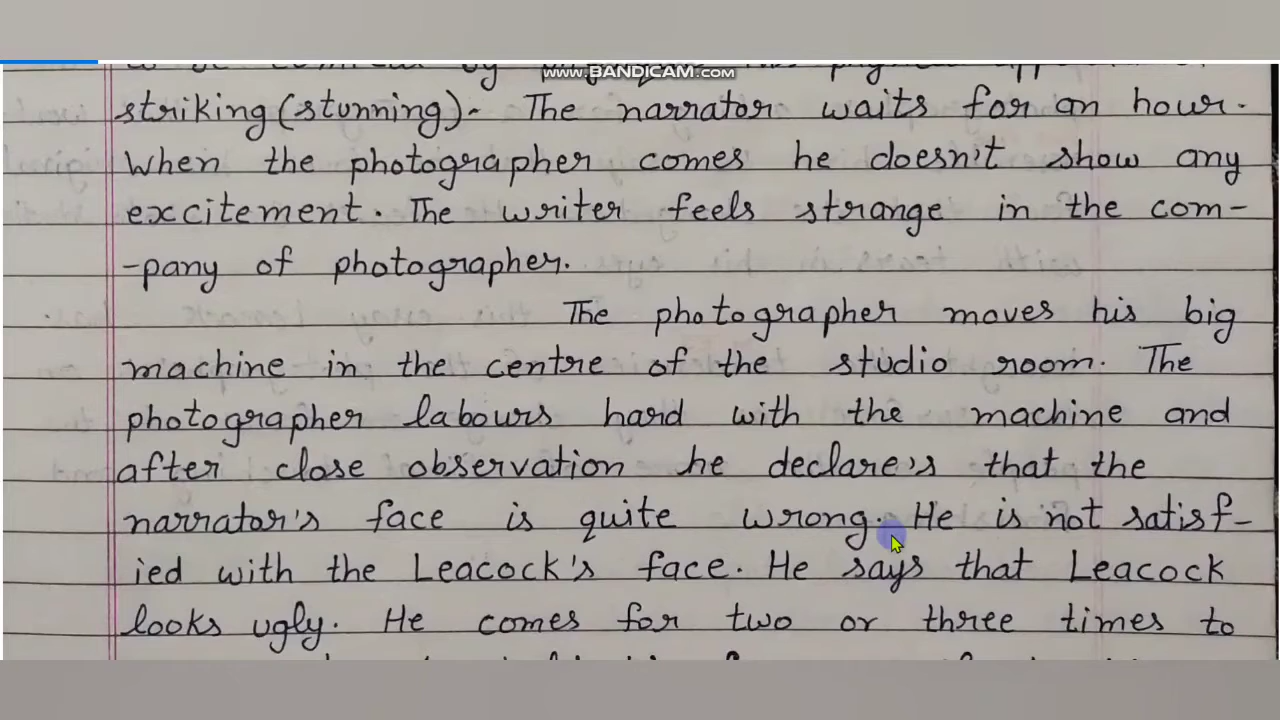 www.BANDICAM.com
striking (stunning). The narrator waits for an hour.
When the photographer comes he doesn't show any
excitement. The writer feels strange in the com-
-pany of photographer.
The photographer moves his big
machine in the centre of the studio room. The
photographer labours hard with the machine and
after close observation he declare's that the
narrator's face is quite wrong. He is not satisf-
ied with the Leacock's face. He says that Leacock
looks ugly. He comes for two or three times to